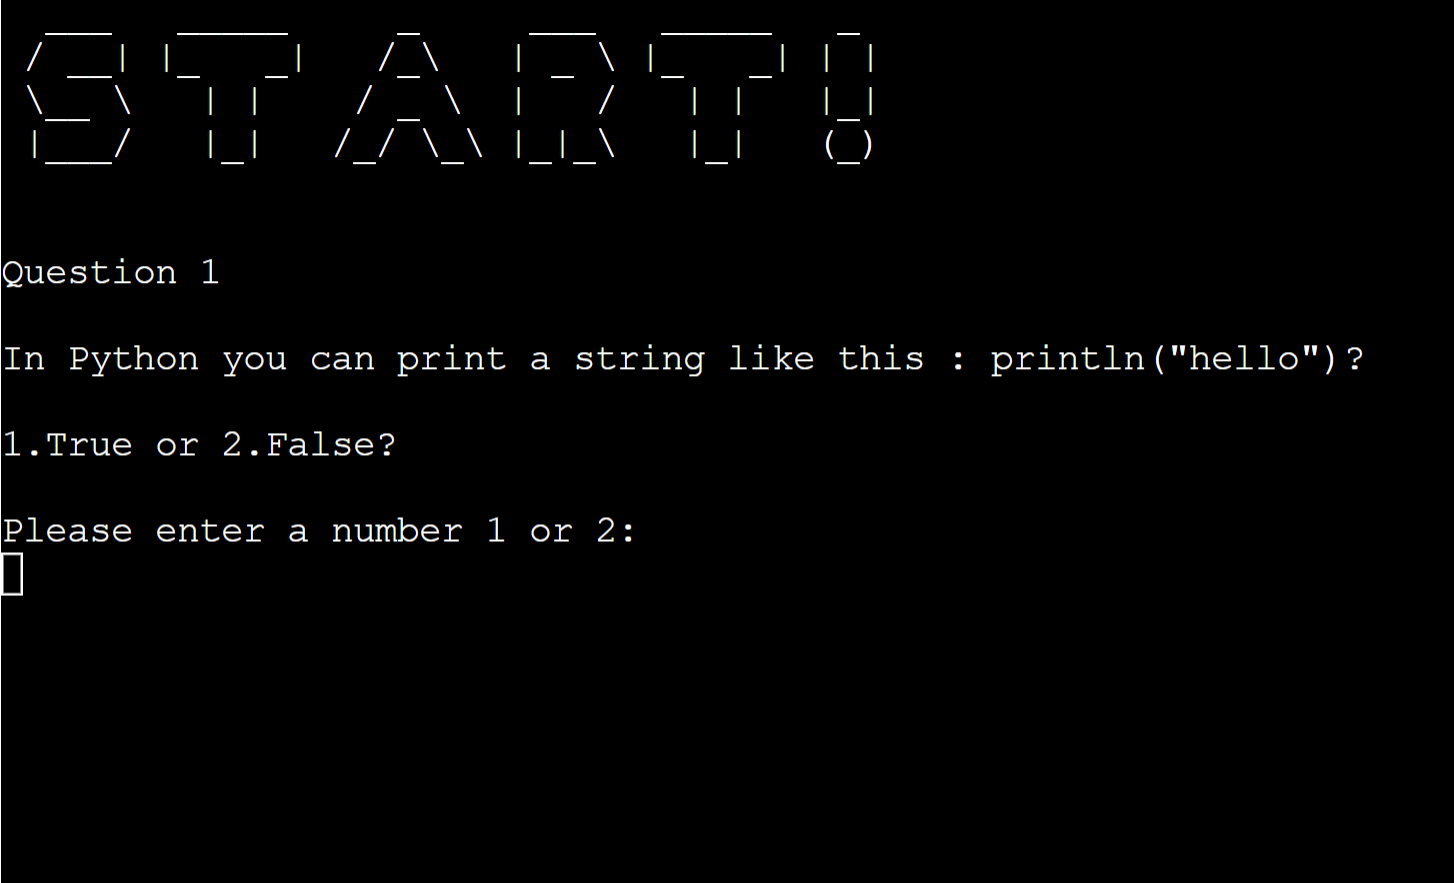 START!
Question 1
In Python you can print a string like this : println("hello")?
1.True or 2.False?
Please enter a number 1 or 2: